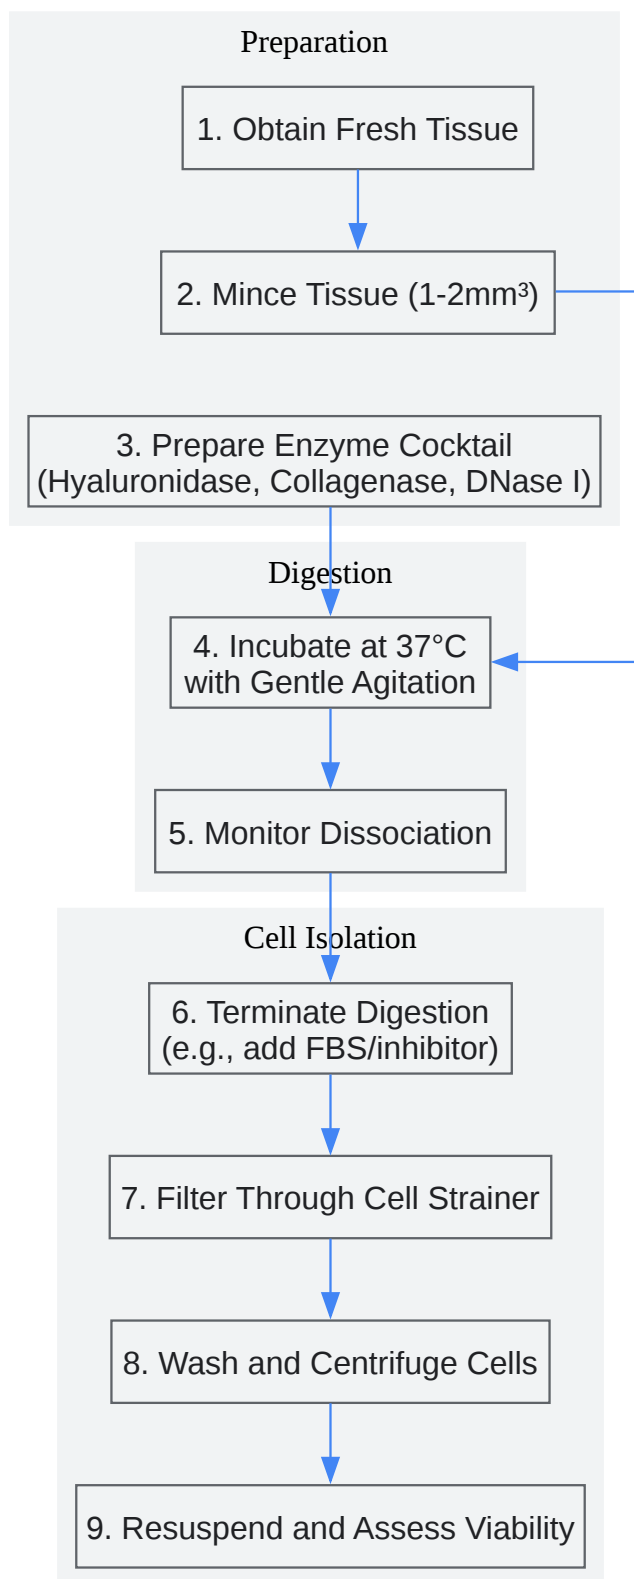 Preparation
1. Obtain Fresh Tissue
2. Mince Tissue (1-2mm³)
3. Prepare Enzyme Cocktail
(Hyaluronidase, Collagenase, DNase I)
Digestion
4. Incubate at 37°C
with Gentle Agitation
5. Monitor Dissociation
Cell Isolation
6. Terminate Digestion
(e.g., add FBS/inhibitor)
7. Filter Through Cell Strainer
8. Wash and Centrifuge Cells
9. Resuspend and Assess Viability